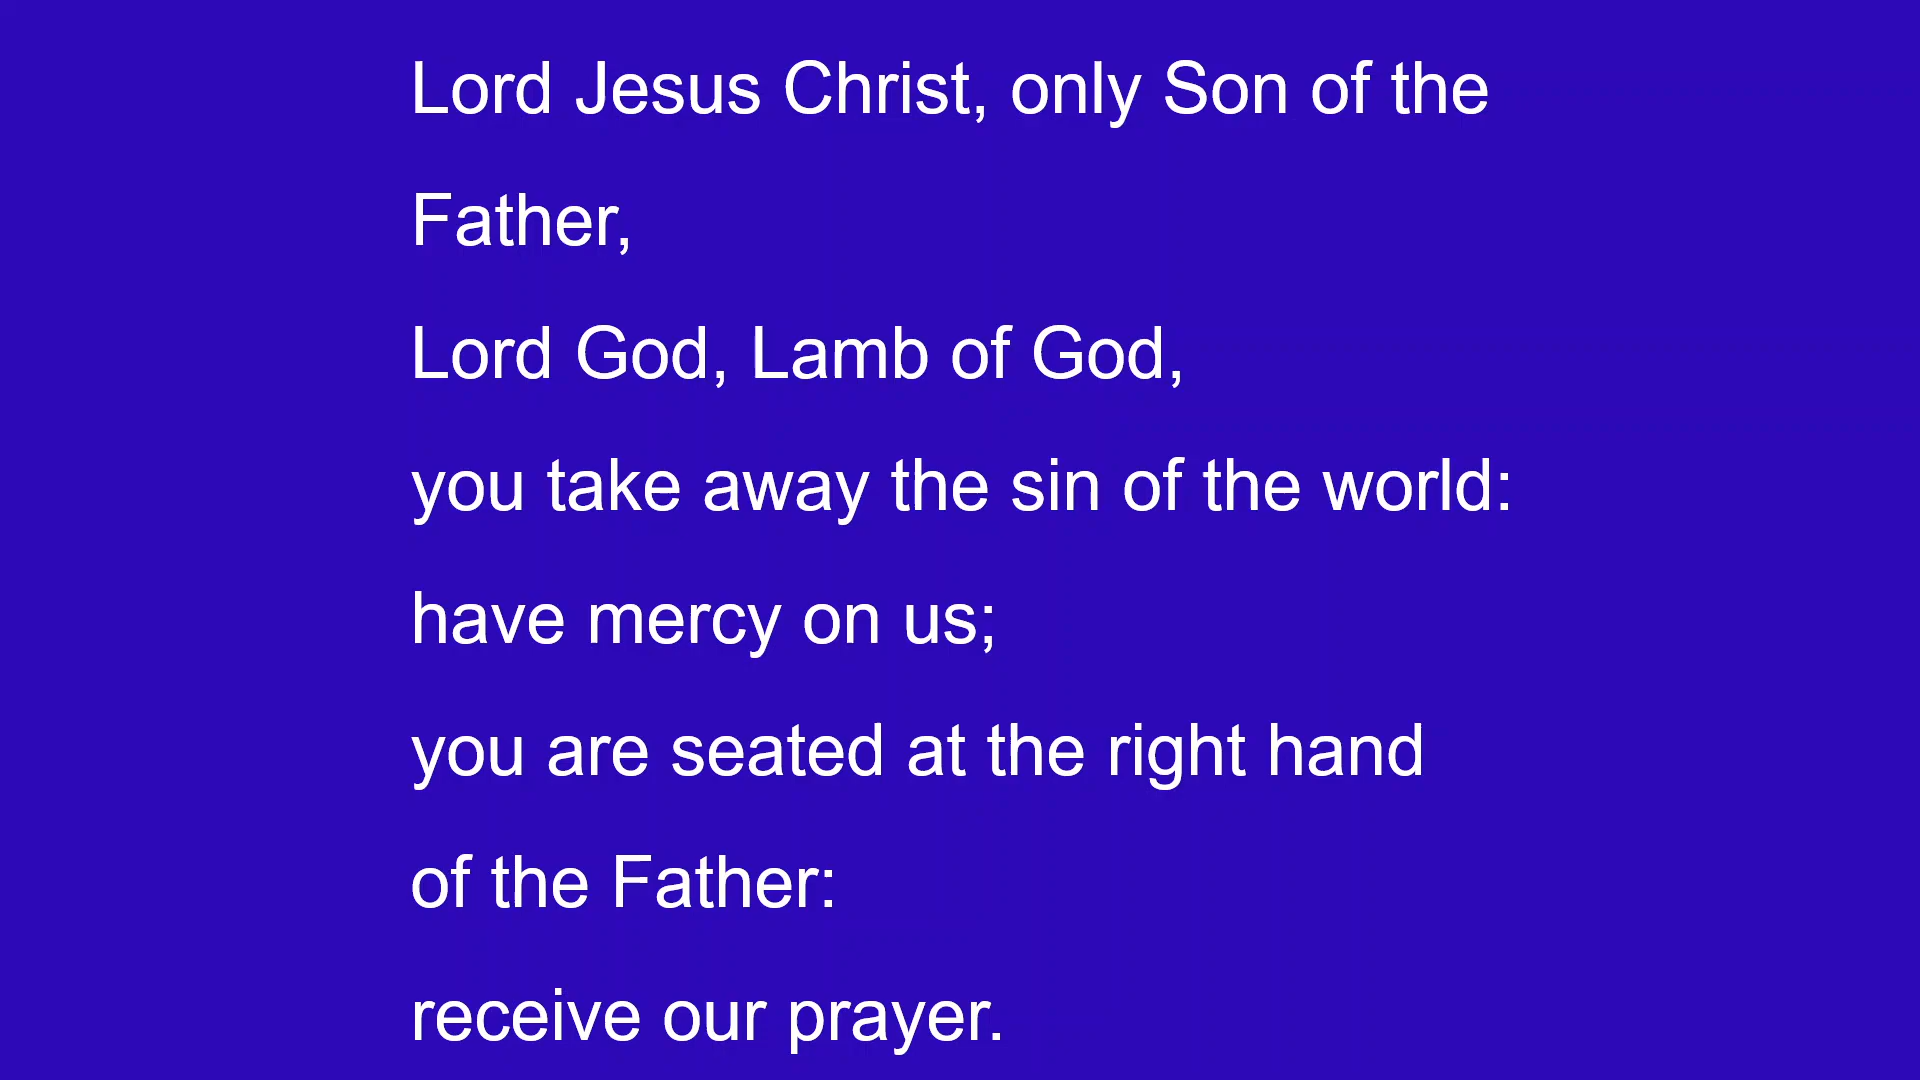 Lord Jesus Christ, only Son of the
Father,
Lord God, Lamb of God,
you take away the sin of the world:
have mercy on us;
you are seated at the right hand
of the Father:
receive our prayer.